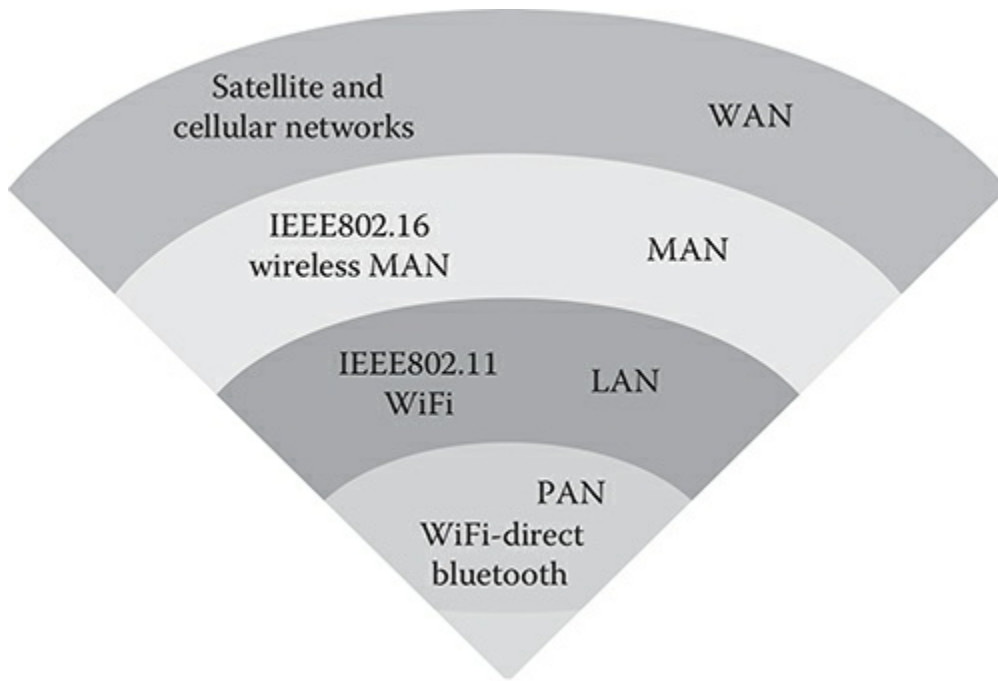 Satellite and
cellular networks
WAN
IEEE802.16
wireless MAN
MAN
IEEE802.11
WiFi
LAN
PAN
WiFi-direct
bluetooth